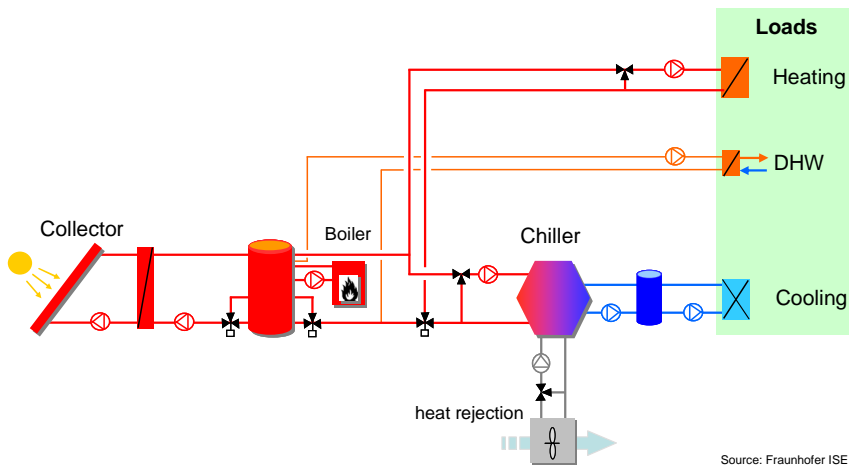 Loads
Heating
DHW
Collector
Boiler
Chiller
Cooling
heat rejection
Source: Fraunhofer ISE